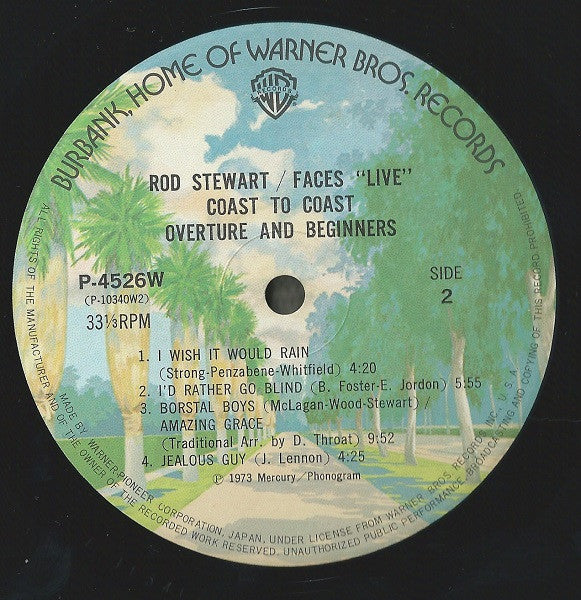 BURBANK, HOME OF WARNER BROS. RECORDS
RECORDS
ROD STEWART / FACES "LIVE"
COAST TO COAST
OVERTURE AND BEGINNERS
P-4526W
(P-10340W2)
33⅓RPM
SIDE
2
1. I WISH IT WOULD RAIN
(Strong-Penzabene-Whitfield) 4:20
2. I'D RATHER GO BLIND (B. Foster-E. Jordon) 5:55
3. BORSTAL BOYS (McLagan-Wood-Stewart) /
AMAZING GRACE
(Traditional Arr. by D. Throat) 9:52
4. JEALOUS GUY (J. Lennon) 4:25
℗ 1973 Mercury/Phonogram
MADE BY WARNER-PIONEER CORPORATION, JAPAN, UNDER LICENSE FROM WARNER BROS. RECORDS INC., U.S.A.
ALL RIGHTS OF THE MANUFACTURER AND OF THE OWNER OF THE RECORDED WORK RESERVED. UNAUTHORIZED PUBLIC PERFORMANCE, BROADCASTING AND COPYING OF THIS RECORD PROHIBITED